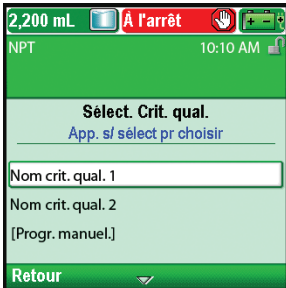 2,200 mL À l'arrêt + -
NPT 10:10 AM
Sélect. Crit. qual.
App. s/ sélect pr choisir
Nom crit. qual. 1
Nom crit. qual. 2
[Progr. manuel.]
Retour